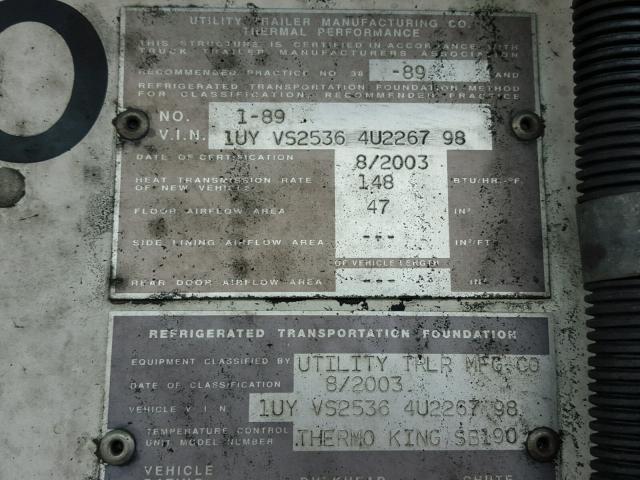 O
UTILITY TRAILER MANUFACTURING CO.
THERMAL PERFORMANCE
THIS STRUCTURE IS CERTIFIED IN ACCORDANCE WITH
TRUCK TRAILER MANUFACTURERS ASSOCIATION
RECOMMENDED PRACTICE NO 38 -89 AND
REFRIGERATED TRANSPORTATION FOUNDATION METHOD
FOR CLASSIFICATION. RECOMMENDED PRACTICE
NO. I-89
V.I.N. 1UY VS2536 4U2267 98
DATE OF CERTIFICATION 8/2003
HEAT TRANSMISSION RATE
OF NEW VEHICLE 148 BTU/HR-°F.
FLOOR AIRFLOW AREA 47 IN²
SIDE LINING AIRFLOW AREA --- IN²/FT
OF VEHICLE LENGTH
REAR DOOR AIRFLOW AREA --- IN²
REFRIGERATED TRANSPORTATION FOUNDATION
EQUIPMENT CLASSIFIED BY UTILITY TRLR MFG CO
DATE OF CLASSIFICATION 8/2003
VEHICLE V.I.N. 1UY VS2536 4U2267 98
TEMPERATURE CONTROL
UNIT MODEL NUMBER THERMO KING SB190
VEHICLE BULKHEAD CHUTE